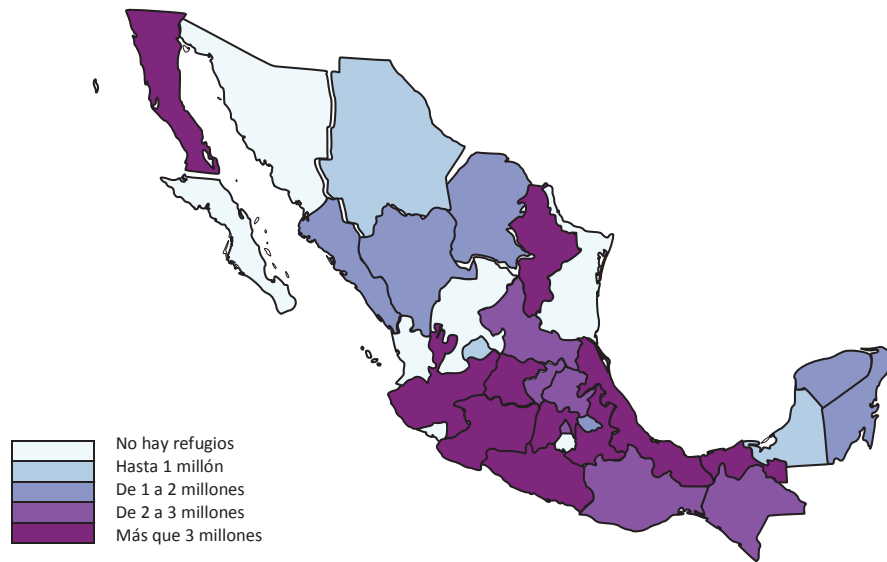 No hay refugios
Hasta 1 millón
De 1 a 2 millones
De 2 a 3 millones
Más que 3 millones